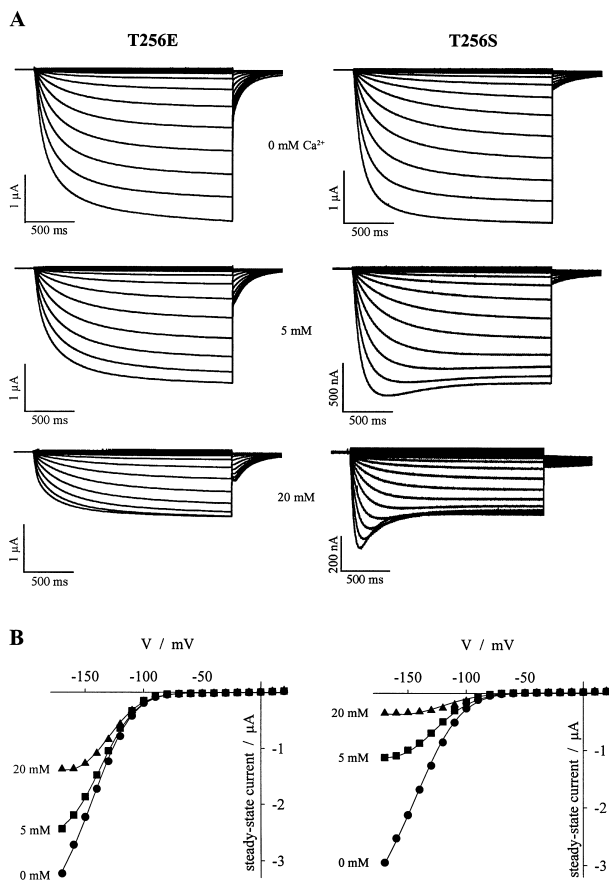 A
T256E
T256S
0 mM Ca²⁺
1 μA
500 ms
1 μA
500 ms
5 mM
1 μA
500 ms
500 nA
500 ms
20 mM
1 μA
500 ms
200 nA
500 ms
B
V / mV
-150 -100 -50
-1
-2
-3
steady-state current / μA
20 mM
5 mM
0 mM
V / mV
-150 -100 -50
-1
-2
-3
steady-state current / μA
20 mM
5 mM
0 mM